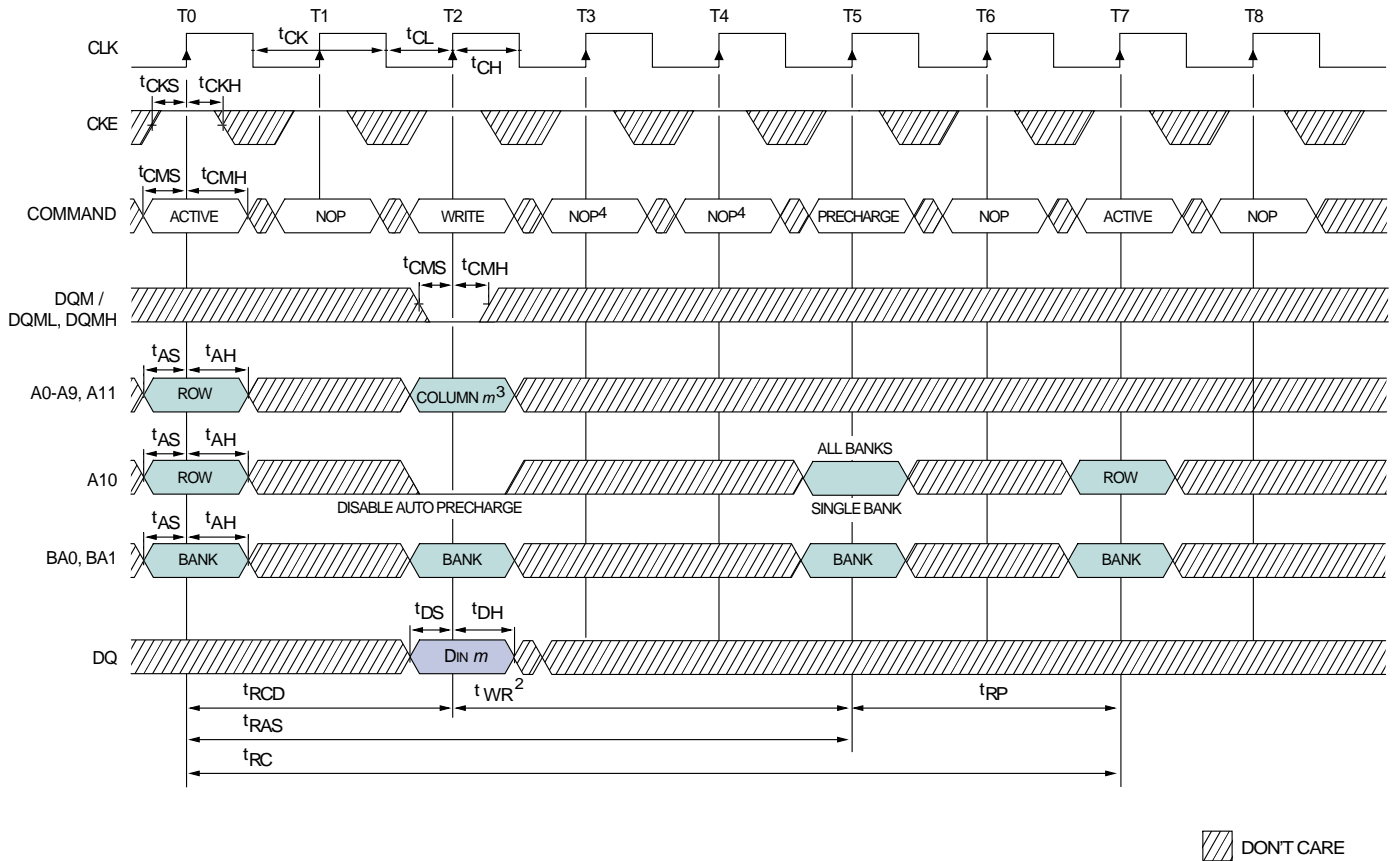 T0 T1 T2 T3 T4 T5 T6 T7 T8
CLK
tCK tCL
tCH
tCKS tCKH
CKE
tCMS tCMH
COMMAND ACTIVE NOP WRITE NOP4 NOP4 PRECHARGE NOP ACTIVE NOP
tCMS tCMH
DQM /
DQML, DQMH
tAS tAH
A0-A9, A11 ROW COLUMN m3
tAS tAH
ALL BANKS
A10 ROW ROW
DISABLE AUTO PRECHARGE SINGLE BANK
tAS tAH
BA0, BA1 BANK BANK BANK BANK
tDS tDH
DQ DIN m
tRCD tWR2 tRP
tRAS
tRC
DON'T CARE